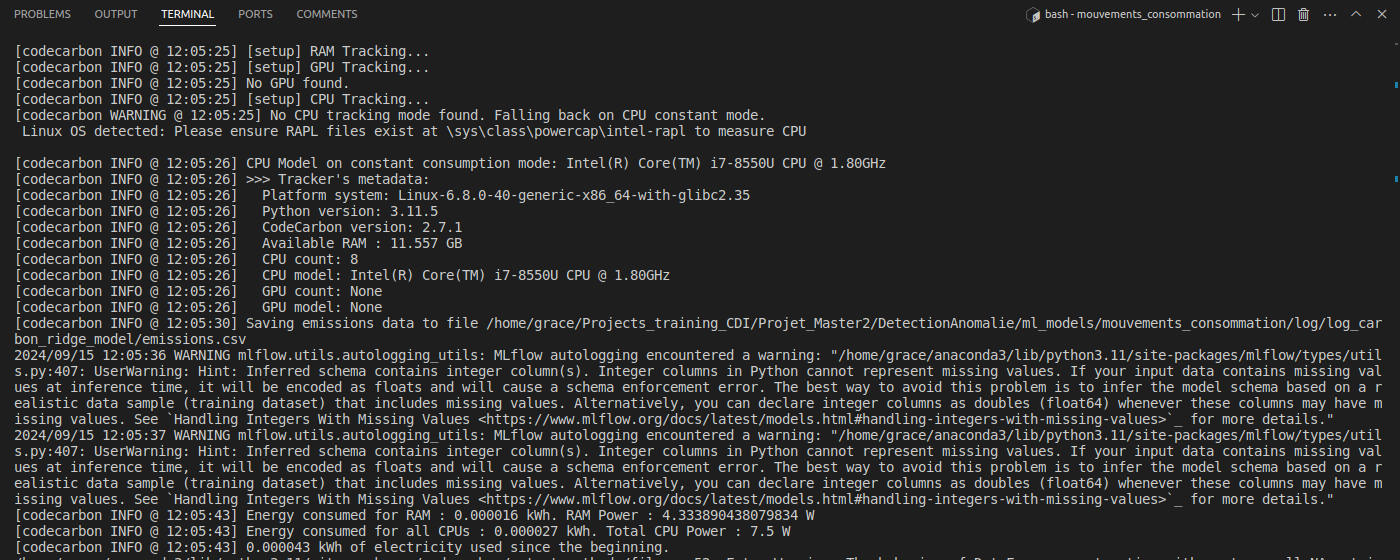 PROBLEMS OUTPUT TERMINAL PORTS COMMENTS bash - mouvements_consommation
[codecarbon INFO @ 12:05:25] [setup] RAM Tracking...
[codecarbon INFO @ 12:05:25] [setup] GPU Tracking...
[codecarbon INFO @ 12:05:25] No GPU found.
[codecarbon INFO @ 12:05:25] [setup] CPU Tracking...
[codecarbon WARNING @ 12:05:25] No CPU tracking mode found. Falling back on CPU constant mode.
Linux OS detected: Please ensure RAPL files exist at \sys\class\powercap\intel-rapl to measure CPU
[codecarbon INFO @ 12:05:26] CPU Model on constant consumption mode: Intel(R) Core(TM) i7-8550U CPU @ 1.80GHz
[codecarbon INFO @ 12:05:26] >>> Tracker's metadata:
[codecarbon INFO @ 12:05:26]   Platform system: Linux-6.8.0-40-generic-x86_64-with-glibc2.35
[codecarbon INFO @ 12:05:26]   Python version: 3.11.5
[codecarbon INFO @ 12:05:26]   CodeCarbon version: 2.7.1
[codecarbon INFO @ 12:05:26]   Available RAM : 11.557 GB
[codecarbon INFO @ 12:05:26]   CPU count: 8
[codecarbon INFO @ 12:05:26]   CPU model: Intel(R) Core(TM) i7-8550U CPU @ 1.80GHz
[codecarbon INFO @ 12:05:26]   GPU count: None
[codecarbon INFO @ 12:05:26]   GPU model: None
[codecarbon INFO @ 12:05:30] Saving emissions data to file /home/grace/Projects_training_CDI/Projet_Master2/DetectionAnomalie/ml_models/mouvements_consommation/log/log_car
bon_ridge_model/emissions.csv
2024/09/15 12:05:36 WARNING mlflow.utils.autologging_utils: MLflow autologging encountered a warning: "/home/grace/anaconda3/lib/python3.11/site-packages/mlflow/types/util
s.py:407: UserWarning: Hint: Inferred schema contains integer column(s). Integer columns in Python cannot represent missing values. If your input data contains missing val
ues at inference time, it will be encoded as floats and will cause a schema enforcement error. The best way to avoid this problem is to infer the model schema based on a r
ealistic data sample (training dataset) that includes missing values. Alternatively, you can declare integer columns as doubles (float64) whenever these columns may have m
issing values. See `Handling Integers With Missing Values <https://www.mlflow.org/docs/latest/models.html#handling-integers-with-missing-values>`_ for more details."
2024/09/15 12:05:37 WARNING mlflow.utils.autologging_utils: MLflow autologging encountered a warning: "/home/grace/anaconda3/lib/python3.11/site-packages/mlflow/types/util
s.py:407: UserWarning: Hint: Inferred schema contains integer column(s). Integer columns in Python cannot represent missing values. If your input data contains missing val
ues at inference time, it will be encoded as floats and will cause a schema enforcement error. The best way to avoid this problem is to infer the model schema based on a r
ealistic data sample (training dataset) that includes missing values. Alternatively, you can declare integer columns as doubles (float64) whenever these columns may have m
issing values. See `Handling Integers With Missing Values <https://www.mlflow.org/docs/latest/models.html#handling-integers-with-missing-values>`_ for more details."
[codecarbon INFO @ 12:05:43] Energy consumed for RAM : 0.000016 kWh. RAM Power : 4.333890438079834 W
[codecarbon INFO @ 12:05:43] Energy consumed for all CPUs : 0.000027 kWh. Total CPU Power : 7.5 W
[codecarbon INFO @ 12:05:43] 0.000043 kWh of electricity used since the beginning.